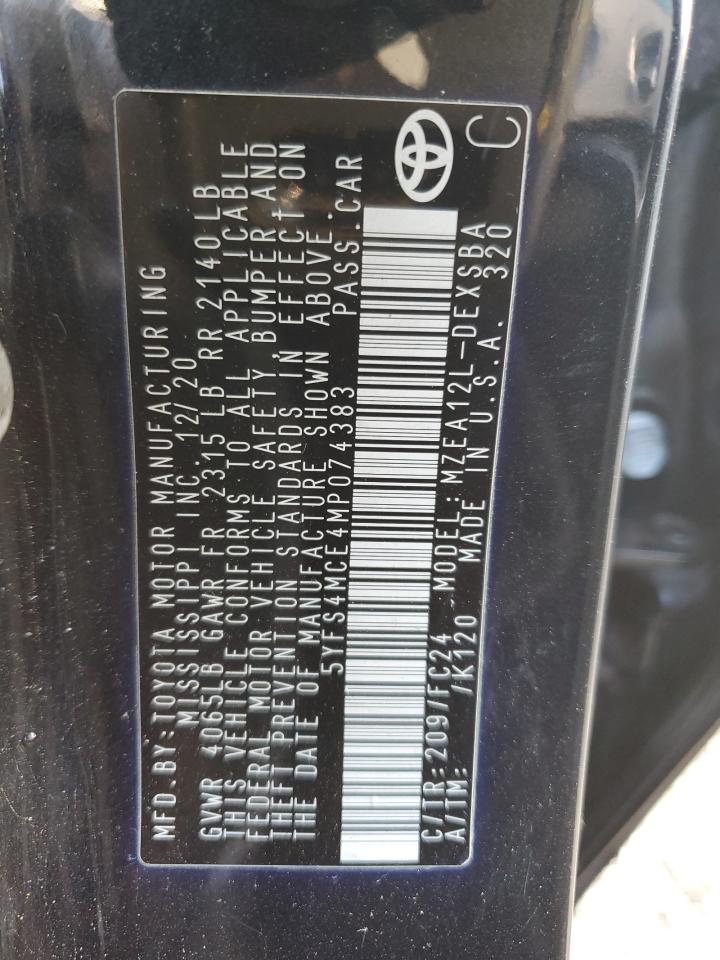 MFD.BY:TOYOTA MOTOR MANUFACTURING
MISSISSIPPI INC. 12/20
GVWR 4065LB GAWR FR 2315 LB RR 2140 LB
THIS VEHICLE CONFORMS TO ALL APPLICABLE
FEDERAL MOTOR VEHICLE SAFETY, BUMPER AND
THEFT PREVENTION STANDARDS IN EFFECT ON
THE DATE OF MANUFACTURE SHOWN ABOVE.
5YFS4MCE4MP074383 PASS.CAR
C/TR:209/FC24 MODEL:MZEA12L-DEXSBA
A/TM: /K120 MADE IN U.S.A. 320
C